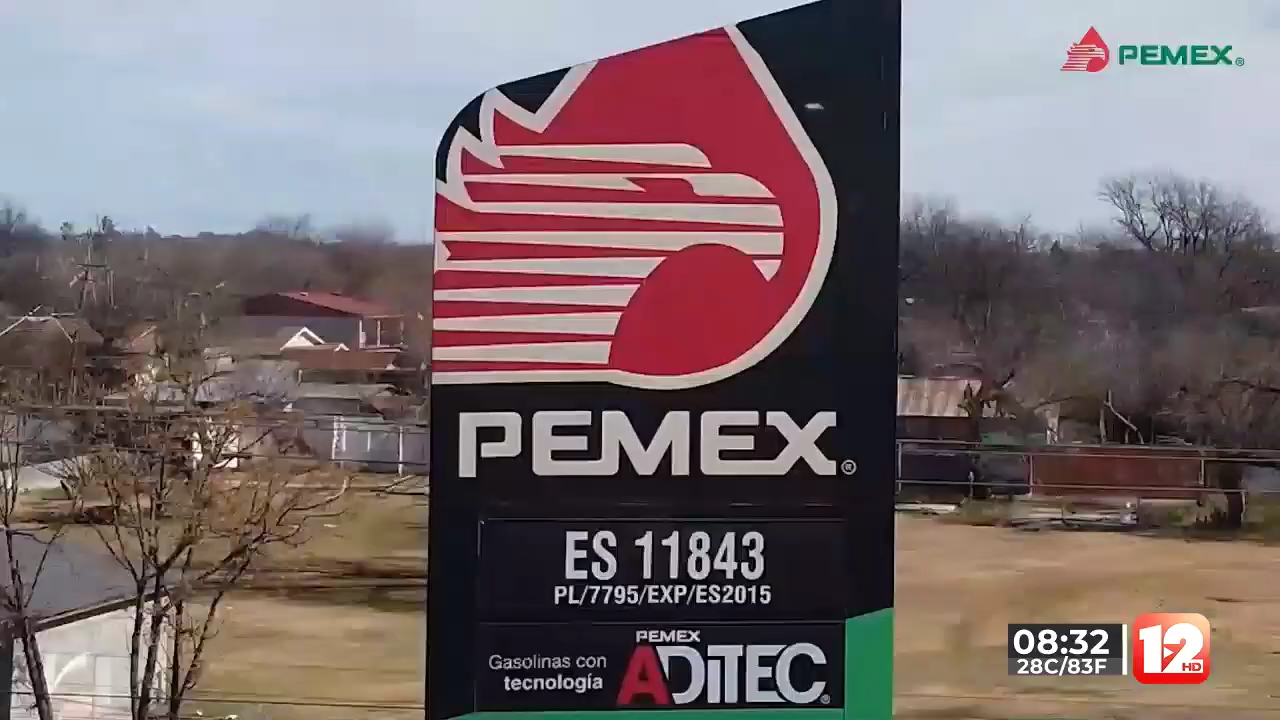 PEMEX®
PEMEX®
ES 11843
PL/7795/EXP/ES2015
PEMEX
Gasolinas con ADiTEC®
tecnología
08:32
28C/83F
12
HD